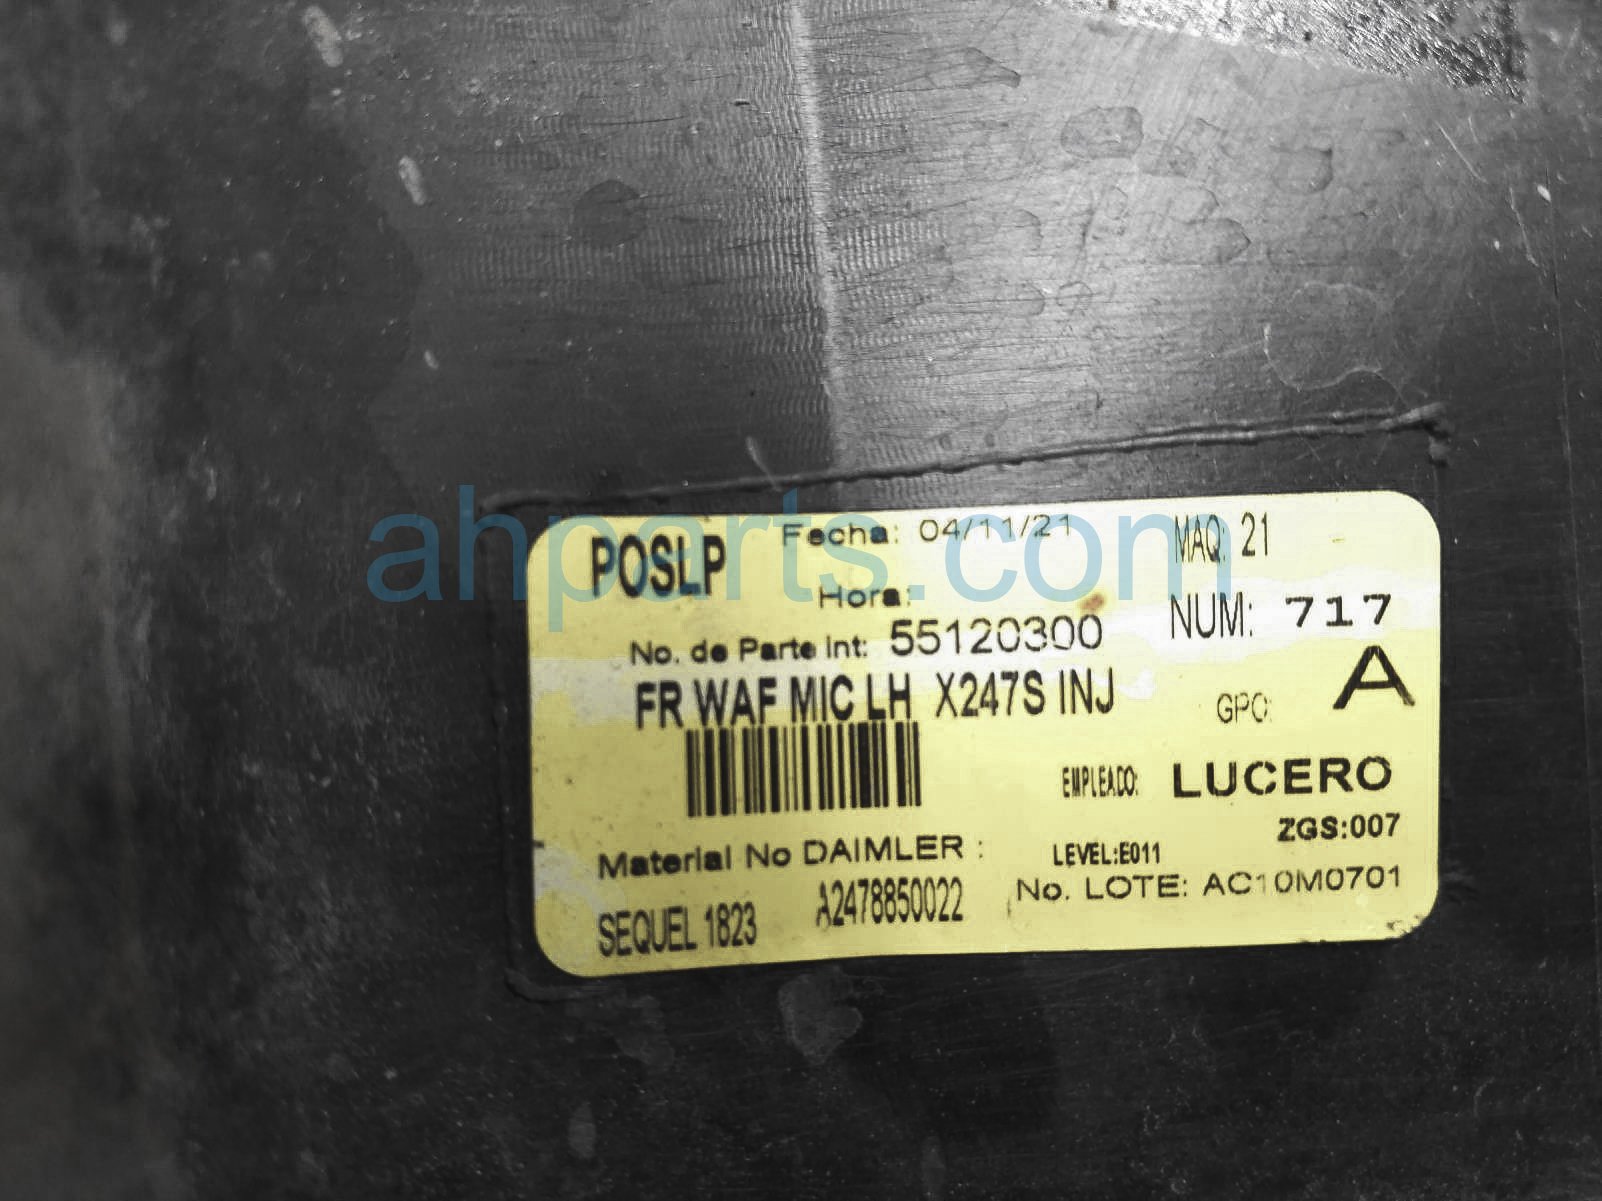 POSLP Fecha: 04/11/21 MAQ: 21
Hora:
No. de Parte Int: 55120300 NUM: 717
FR WAF MIC LH X247S INJ GPO: A
EMPLEADO: LUCERO
ZGS:007
Material No DAIMLER : LEVEL:E011
SEQUEL 1823 A2478850022 No. LOTE: AC10M0701
ahparts.com